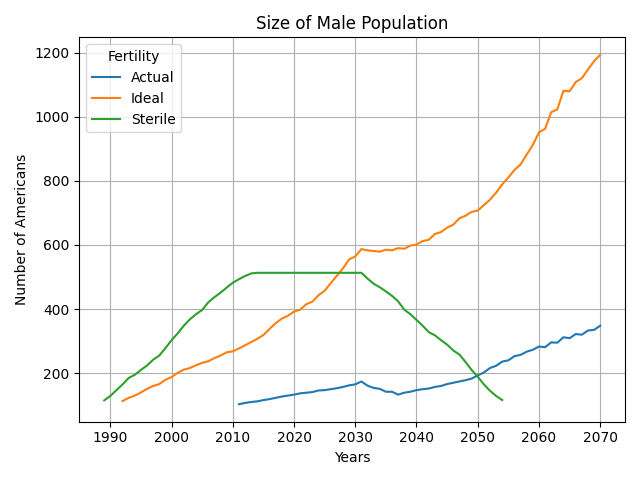 Size of Male Population
Fertility
Actual
Ideal
Sterile
Number of Americans
1200
1000
800
600
400
200
1990 2000 2010 2020 2030 2040 2050 2060 2070
Years